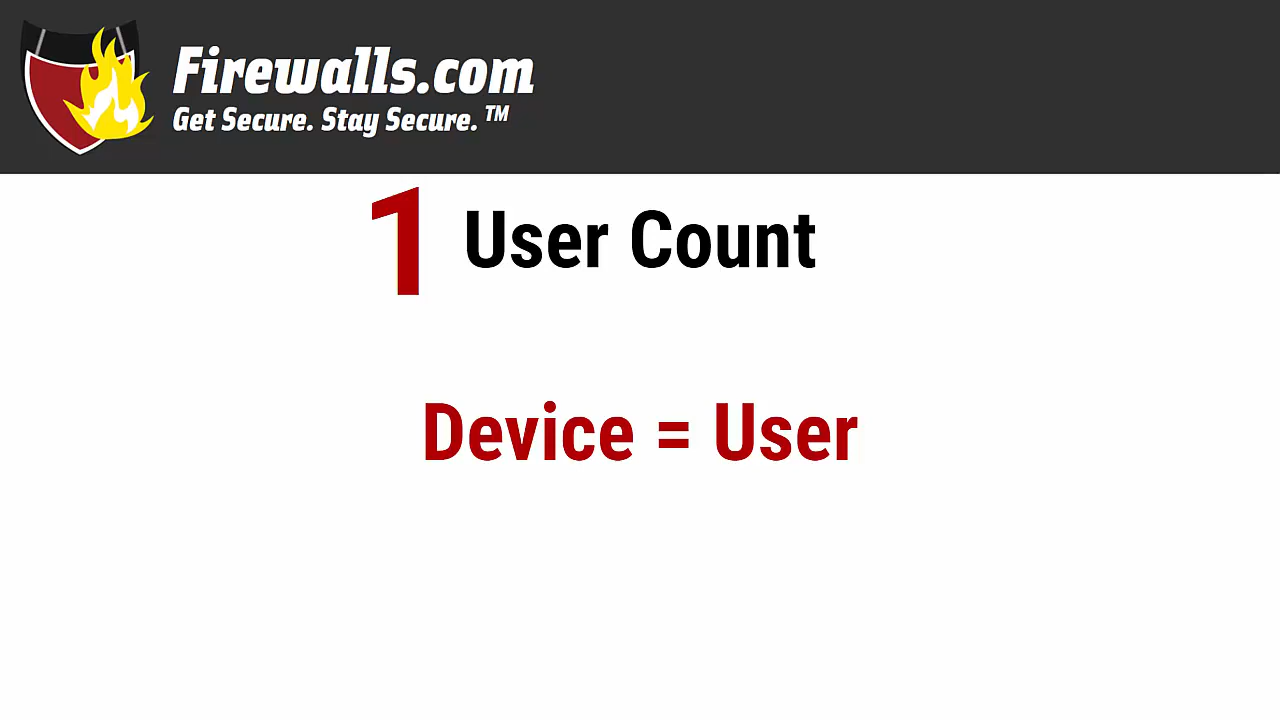 Firewalls.com
Get Secure. Stay Secure.™
1 User Count
Device = User